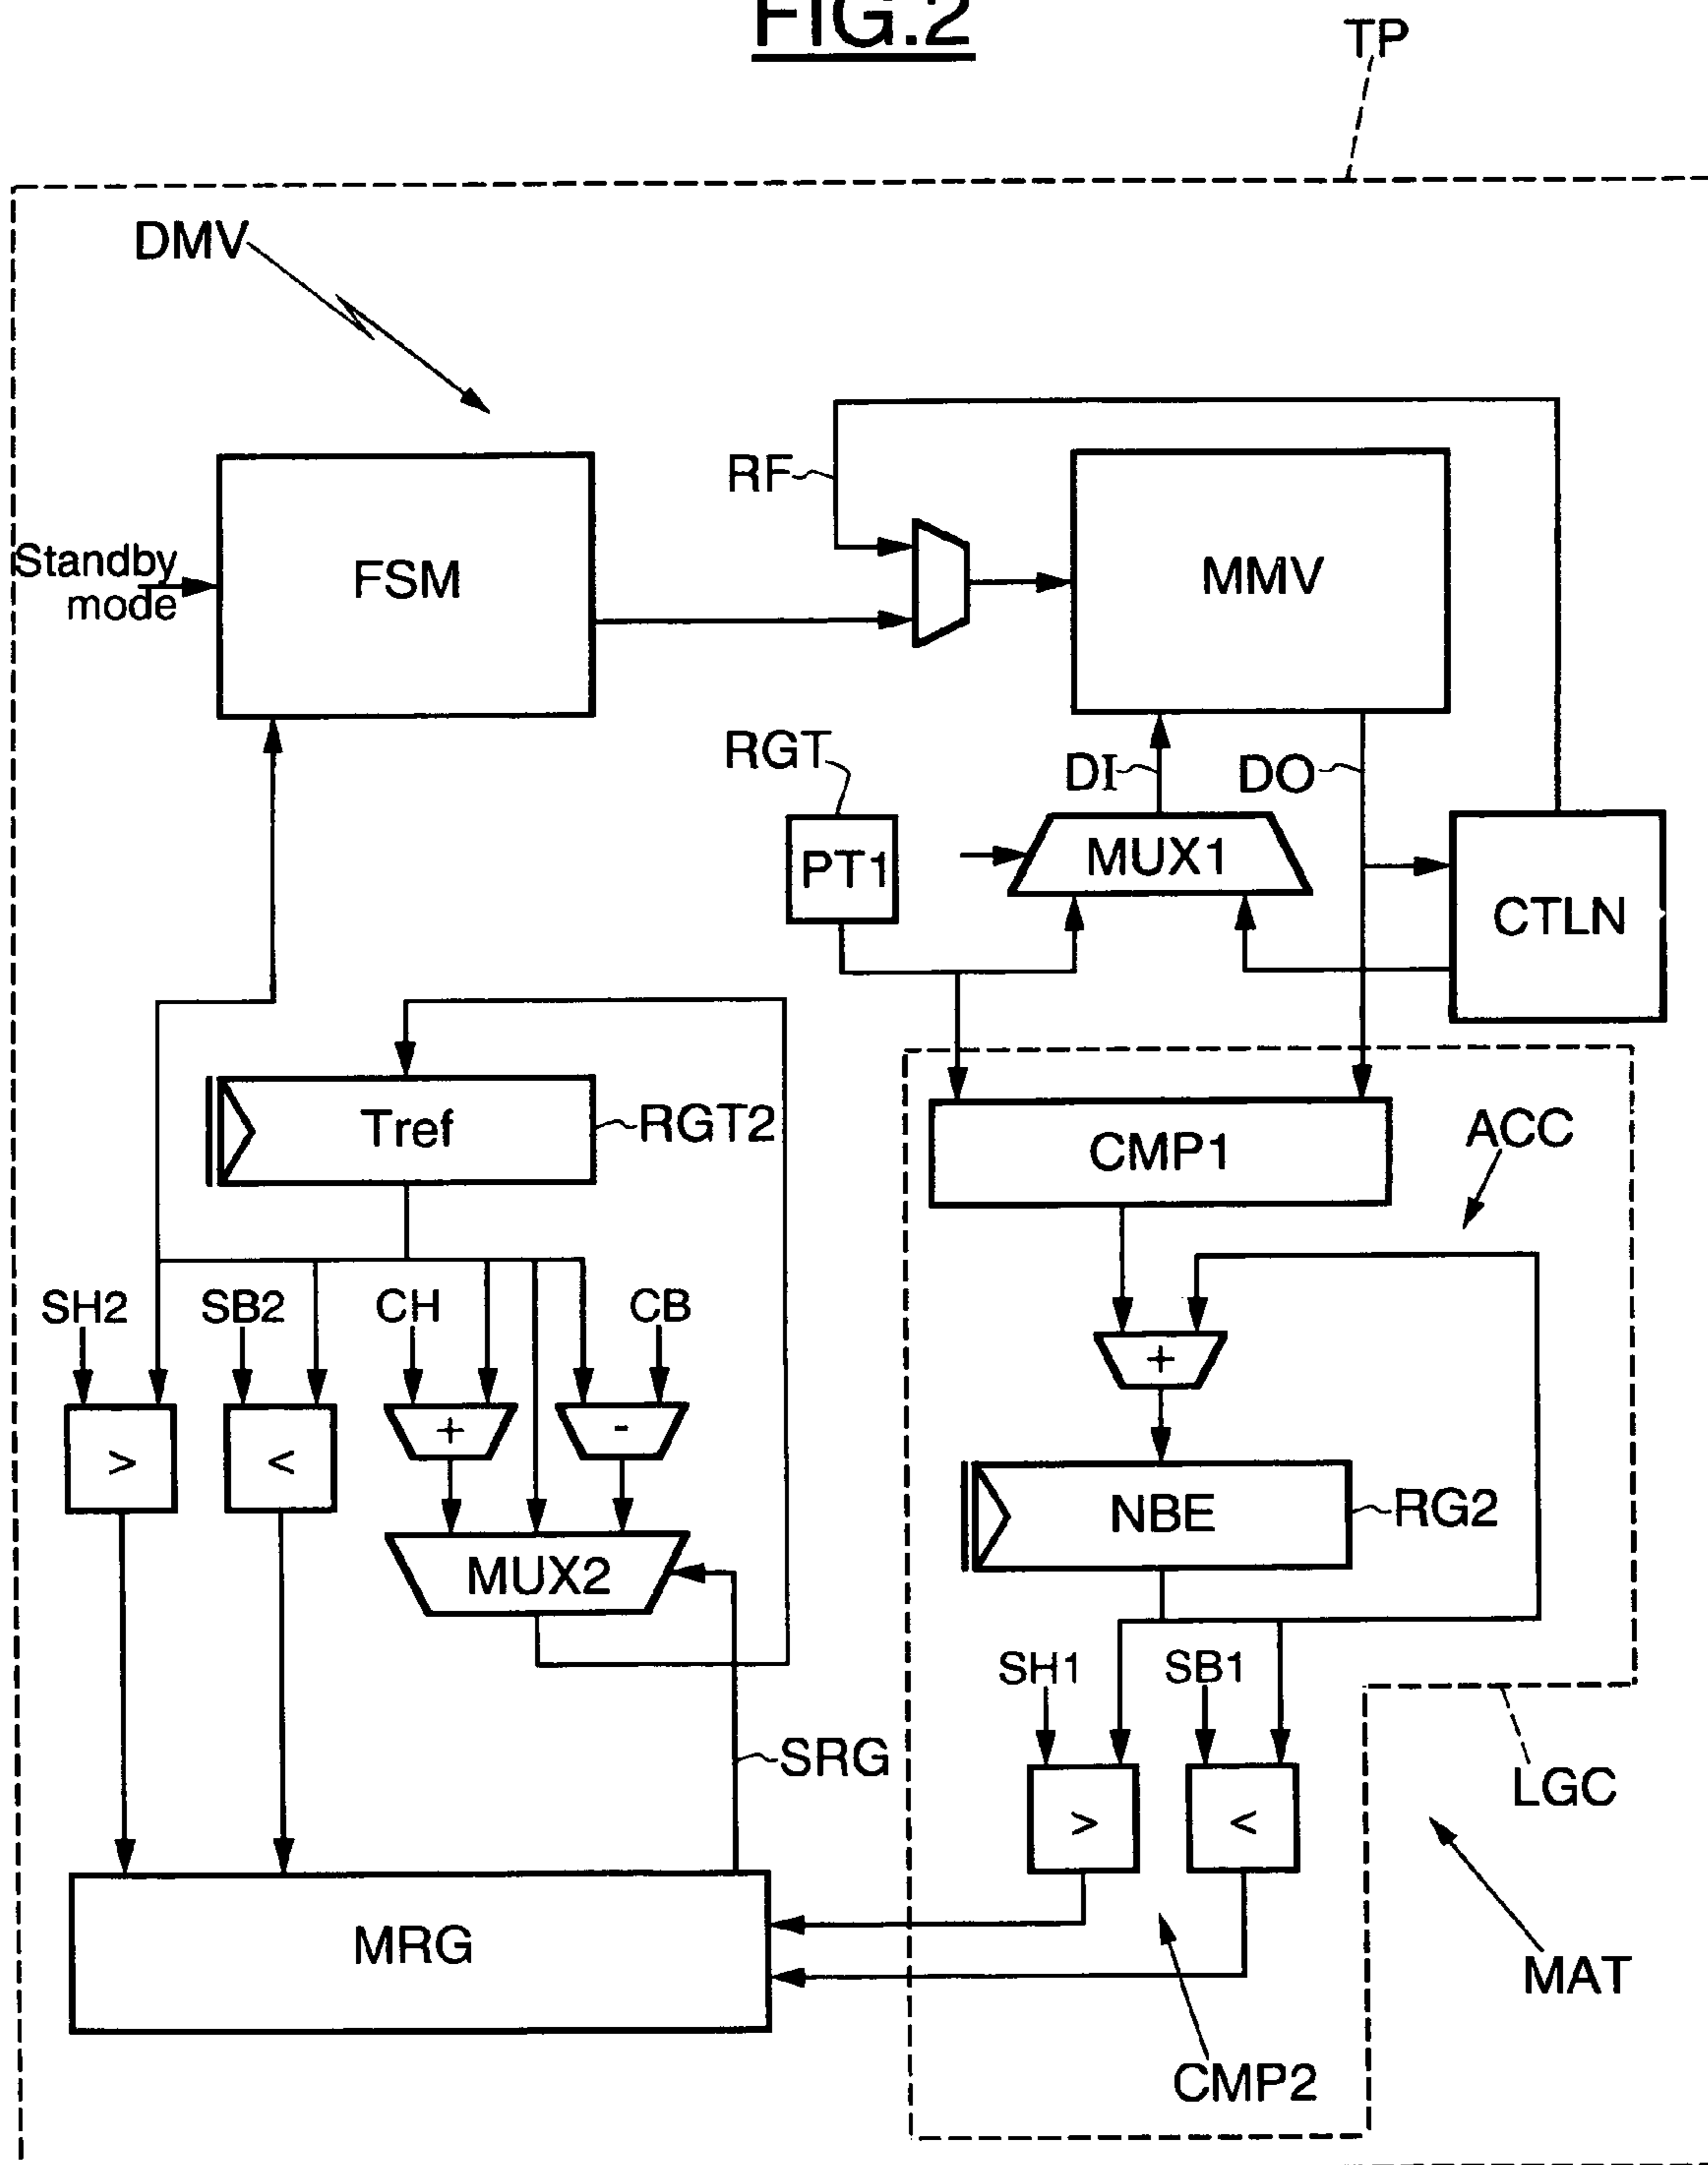 FIG.2
TP
DMV
RF
Standby
mode
FSM
MMV
RGT
DI
DO
PT1
MUX1
CTLN
Tref
RGT2
CMP1
ACC
SH2
SB2
CH
CB
+
+
-
>
<
NBE
RG2
MUX2
SH1
SB1
SRG
LGC
>
<
MRG
MAT
CMP2